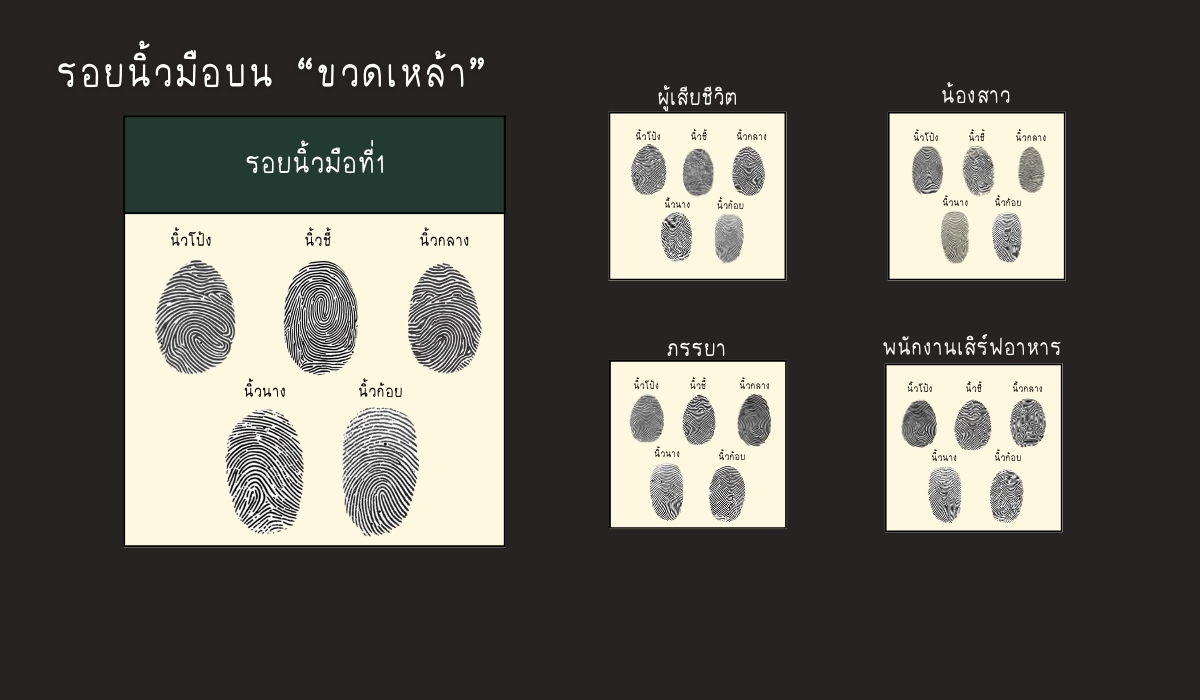 รอยนิ้วมือบน “ขวดเหล้า”
รอยนิ้วมือที่1
นิ้วโป้ง นิ้วชี้ นิ้วกลาง
นิ้วนาง นิ้วก้อย
ผู้เสียชีวิต
นิ้วโป้ง นิ้วชี้ นิ้วกลาง
นิ้วนาง นิ้วก้อย
น้องสาว
นิ้วโป้ง นิ้วชี้ นิ้วกลาง
นิ้วนาง นิ้วก้อย
ภรรยา
นิ้วโป้ง นิ้วชี้ นิ้วกลาง
นิ้วนาง นิ้วก้อย
พนักงานเสิร์ฟอาหาร
นิ้วโป้ง นิ้วชี้ นิ้วกลาง
นิ้วนาง นิ้วก้อย